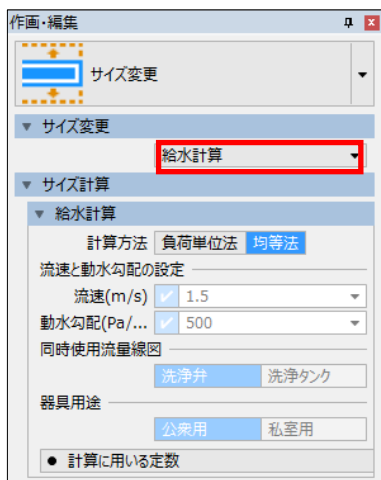 作画・編集
サイズ変更
サイズ変更
給水計算
サイズ計算
給水計算
計算方法 負荷単位法 均等法
流速と動水勾配の設定
流速(m/s) 1.5
動水勾配(Pa/... 500
同時使用流量線図
洗浄弁 洗浄タンク
器具用途
公衆用 私室用
● 計算に用いる定数